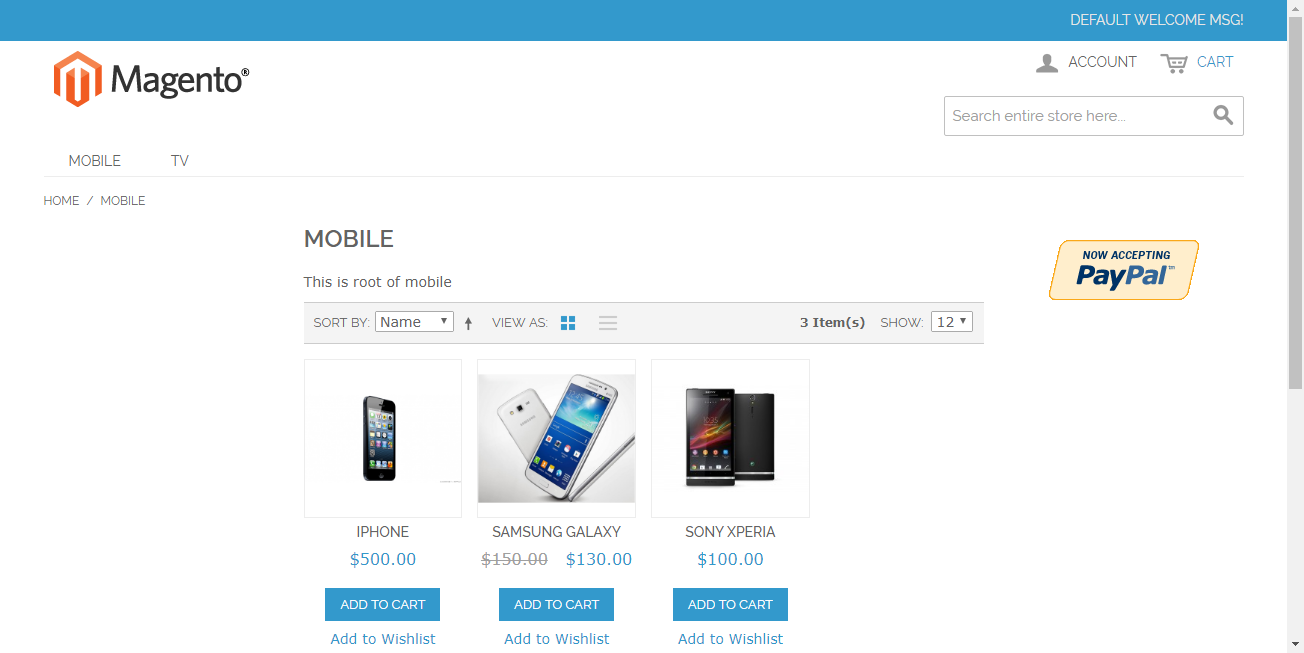 DEFAULT WELCOME MSG!
Magento®
ACCOUNT CART
Search entire store here...
MOBILE TV
HOME / MOBILE
MOBILE
NOW ACCEPTING
PayPal™
This is root of mobile
SORT BY: Name VIEW AS: 3 Item(s) SHOW: 12
IPHONE SAMSUNG GALAXY SONY XPERIA
$500.00 $150.00 $130.00 $100.00
ADD TO CART ADD TO CART ADD TO CART
Add to Wishlist Add to Wishlist Add to Wishlist